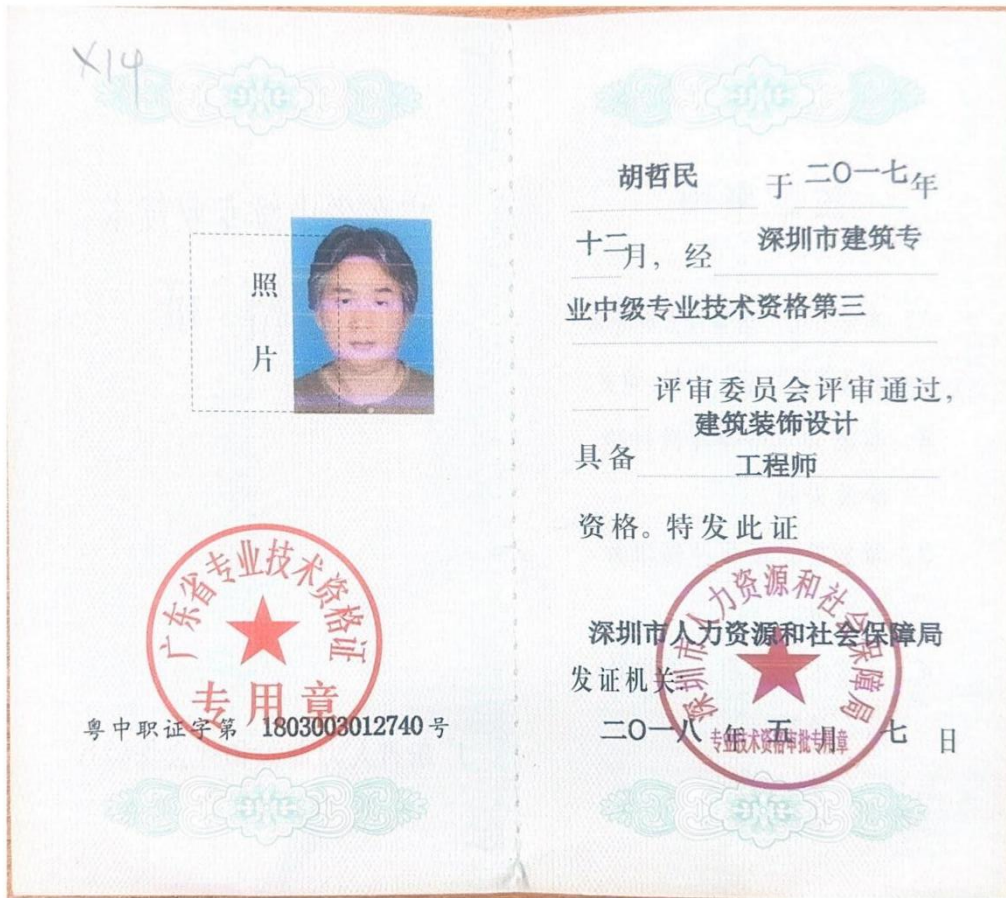 X14
照
片
广东省专业技术资格证
专用章
粤中职证字第 1803003012740 号
胡哲民 于 二〇一七 年
十二月，经 深圳市建筑专
业中级专业技术资格第三
评审委员会评审通过，
建筑装饰设计
具备 工程师
资格。特发此证
深圳市人力资源和社会保障局
深圳市人力资源和社会保障局
发证机关：
二〇一八 年 五 月 七 日
专业技术资格审批专用章